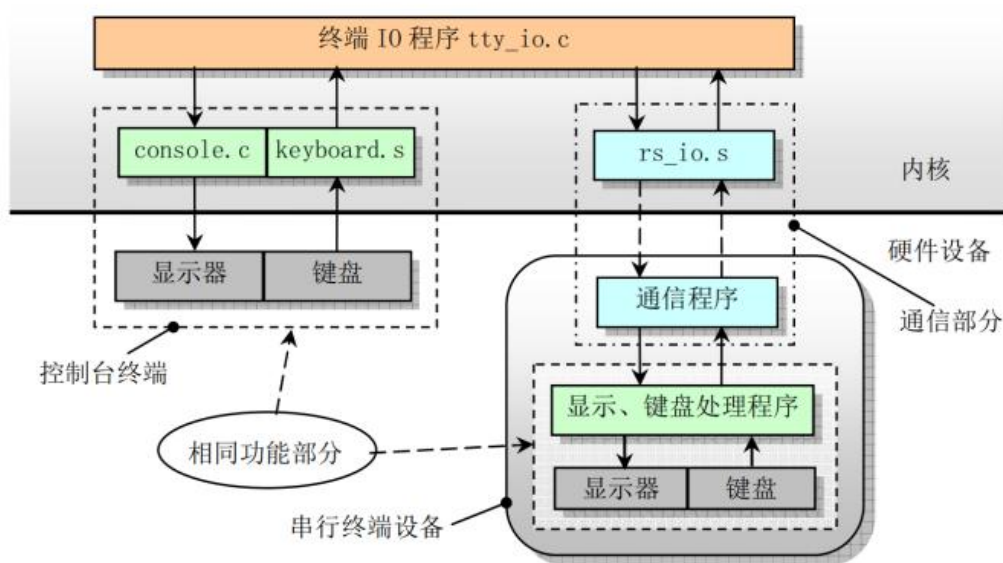 终端 IO 程序 tty_io.c
console.c
keyboard.s
rs_io.s
内核
显示器
键盘
硬件设备
通信程序
通信部分
控制台终端
显示、键盘处理程序
相同功能部分
显示器
键盘
串行终端设备